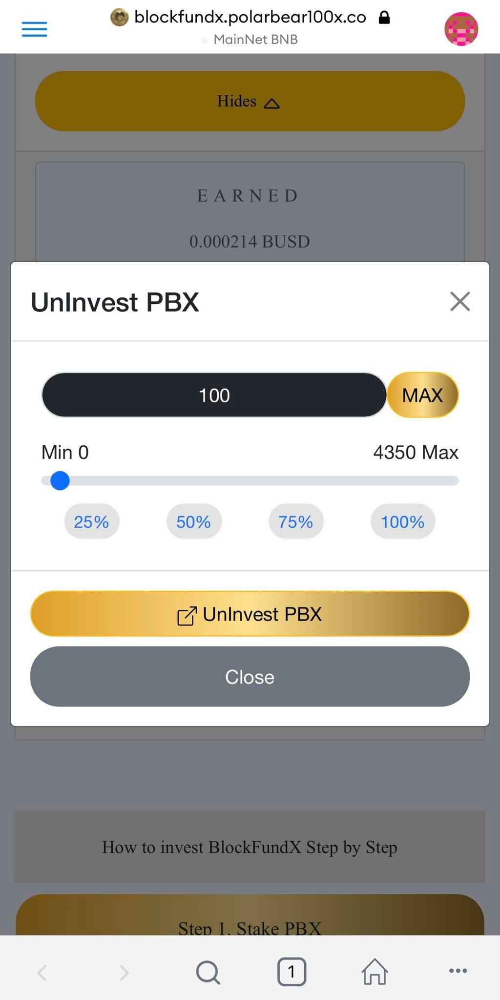 blockfundx.polarbear100x.co
MainNet BNB
Hides
EARNED
0.000214 BUSD
UnInvest PBX
100
MAX
Min 0
4350 Max
25%
50%
75%
100%
UnInvest PBX
Close
How to invest BlockFundX Step by Step
Step 1. Stake PBX
1